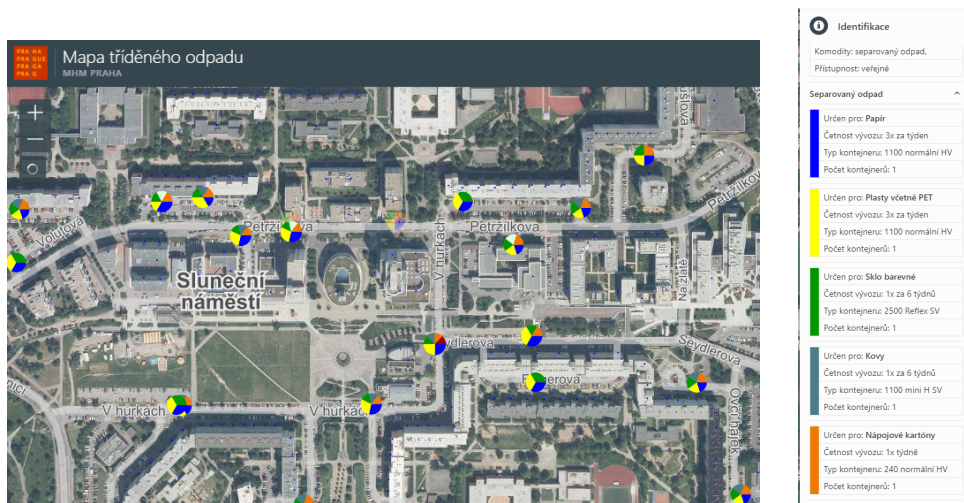 PRA HA
PRA GUE
PRA GA
PRA G
Mapa tříděného odpadu
MHM PRAHA
Volutova
Petržílkova
Petržílkova
Petržílkova
V hůrkách
Na zlatě
Sluneční
náměstí
Seydlerova
Seydlerova
V hůrkách
V hůrkách
Ovčí hájek
Identifikace
Komodity: separovaný odpad.
Přístupnost: veřejné
Separovaný odpad
Určen pro: Papír
Četnost vývozu: 3x za týden
Typ kontejneru: 1100 normální HV
Počet kontejnerů: 1
Určen pro: Plasty včetně PET
Četnost vývozu: 3x za týden
Typ kontejneru: 1100 normální HV
Počet kontejnerů: 1
Určen pro: Sklo barevné
Četnost vývozu: 1x za 6 týdnů
Typ kontejneru: 2500 Reflex SV
Počet kontejnerů: 1
Určen pro: Kovy
Četnost vývozu: 1x za 6 týdnů
Typ kontejneru: 1100 mini H SV
Počet kontejnerů: 1
Určen pro: Nápojové kartóny
Četnost vývozu: 1x týdně
Typ kontejneru: 240 normální HV
Počet kontejnerů: 1